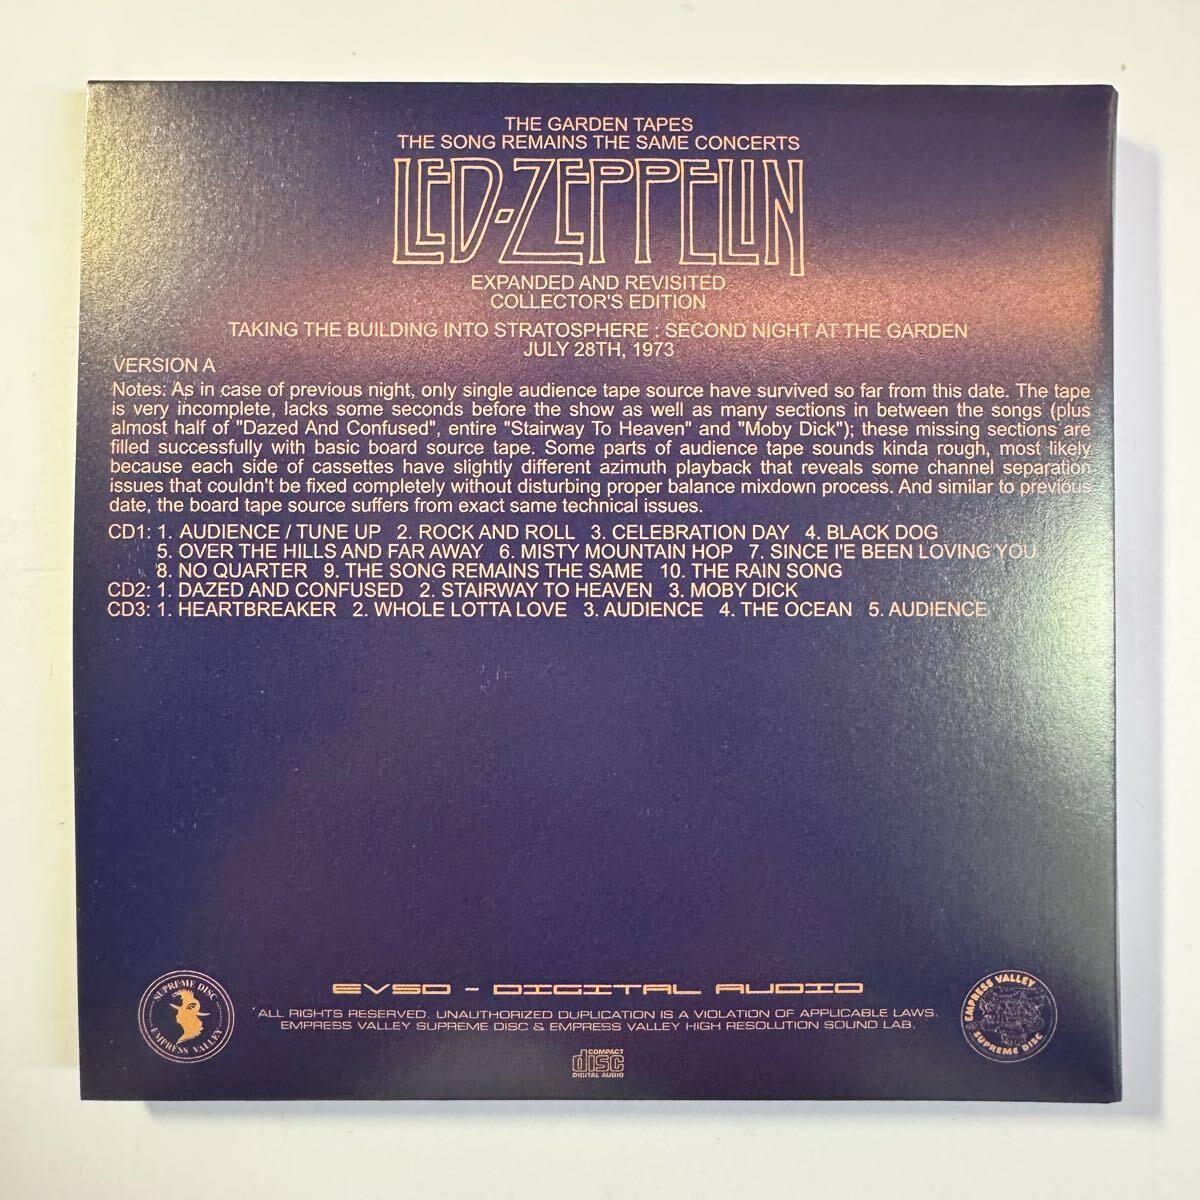 THE GARDEN TAPES
THE SONG REMAINS THE SAME CONCERTS
LED-ZEPPELIN
EXPANDED AND REVISITED
COLLECTOR'S EDITION
TAKING THE BUILDING INTO STRATOSPHERE : SECOND NIGHT AT THE GARDEN
JULY 28TH, 1973
VERSION A
Notes: As in case of previous night, only single audience tape source have survived so far from this date. The tape
is very incomplete, lacks some seconds before the show as well as many sections in between the songs (plus
almost half of "Dazed And Confused", entire "Stairway To Heaven" and "Moby Dick"); these missing sections are
filled successfully with basic board source tape. Some parts of audience tape sounds kinda rough, most likely
because each side of cassettes have slightly different azimuth playback that reveals some channel separation
issues that couldn't be fixed completely without disturbing proper balance mixdown process. And similar to previous
date, the board tape source suffers from exact same technical issues.
CD1: 1. AUDIENCE / TUNE UP 2. ROCK AND ROLL 3. CELEBRATION DAY 4. BLACK DOG
5. OVER THE HILLS AND FAR AWAY 6. MISTY MOUNTAIN HOP 7. SINCE I'E BEEN LOVING YOU
8. NO QUARTER 9. THE SONG REMAINS THE SAME 10. THE RAIN SONG
CD2: 1. DAZED AND CONFUSED 2. STAIRWAY TO HEAVEN 3. MOBY DICK
CD3: 1. HEARTBREAKER 2. WHOLE LOTTA LOVE 3. AUDIENCE 4. THE OCEAN 5. AUDIENCE
SUPREME DISC
EMPRESS VALLEY
EVSD - DIGITAL AUDIO
*ALL RIGHTS RESERVED. UNAUTHORIZED DUPLICATION IS A VIOLATION OF APPLICABLE LAWS.
EMPRESS VALLEY SUPREME DISC & EMPRESS VALLEY HIGH RESOLUTION SOUND LAB.
EMPRESS VALLEY
SUPREME DISC
COMPACT
disc
DIGITAL AUDIO